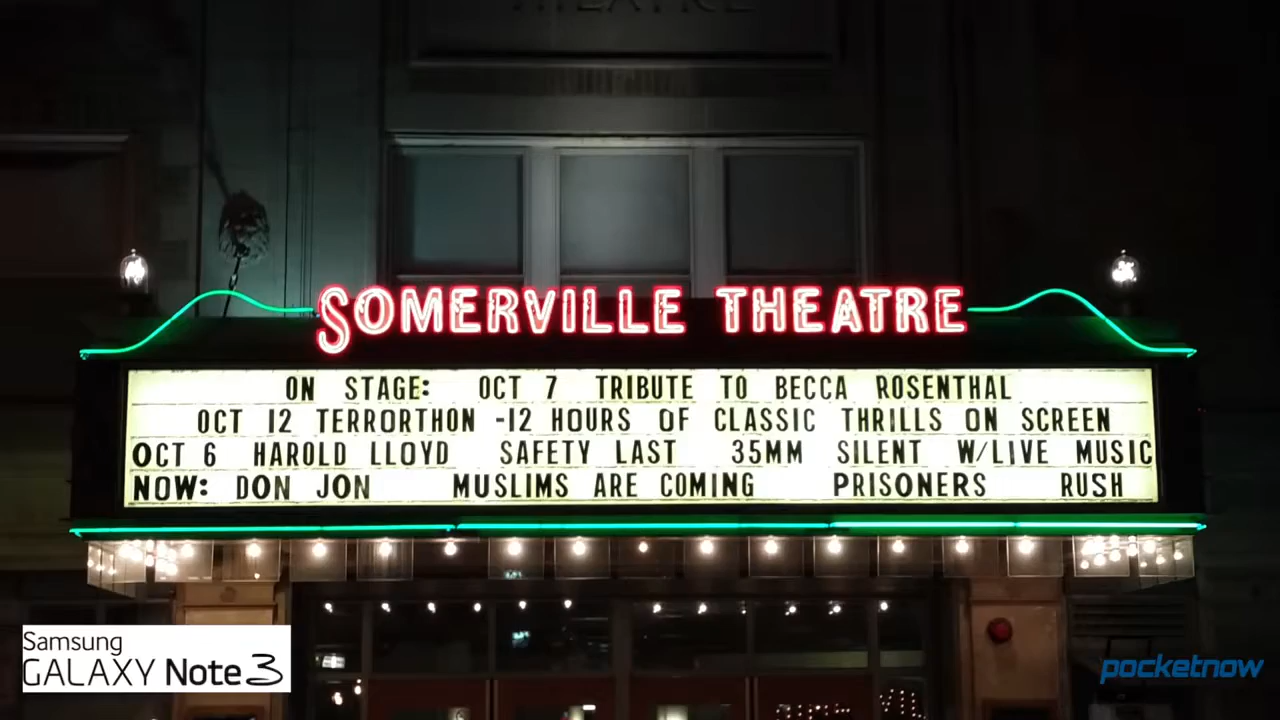 THEATRE
SOMERVILLE THEATRE
ON STAGE: OCT 7 TRIBUTE TO BECCA ROSENTHAL
OCT 12 TERRORTHON -12 HOURS OF CLASSIC THRILLS ON SCREEN
OCT 6 HAROLD LLOYD SAFETY LAST 35MM SILENT W/LIVE MUSIC
NOW: DON JON MUSLIMS ARE COMING PRISONERS RUSH
Samsung
GALAXY Note 3
pocketnow